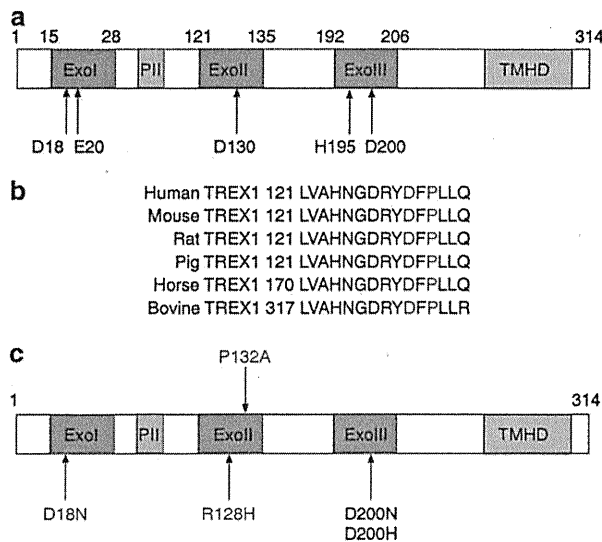 a
1 15 28 121 135 192 206 314
ExoI PII ExoII ExoIII TMHD
D18 E20 D130 H195 D200
b
Human TREX1 121 LVAHNGDRYDFPLLQ
Mouse TREX1 121 LVAHNGDRYDFPLLQ
Rat TREX1 121 LVAHNGDRYDFPLLQ
Pig TREX1 121 LVAHNGDRYDFPLLQ
Horse TREX1 170 LVAHNGDRYDFPLLQ
Bovine TREX1 317 LVAHNGDRYDFPLLR
c
P132A
1 314
ExoI PII ExoII ExoIII TMHD
D18N R128H D200N
D200H